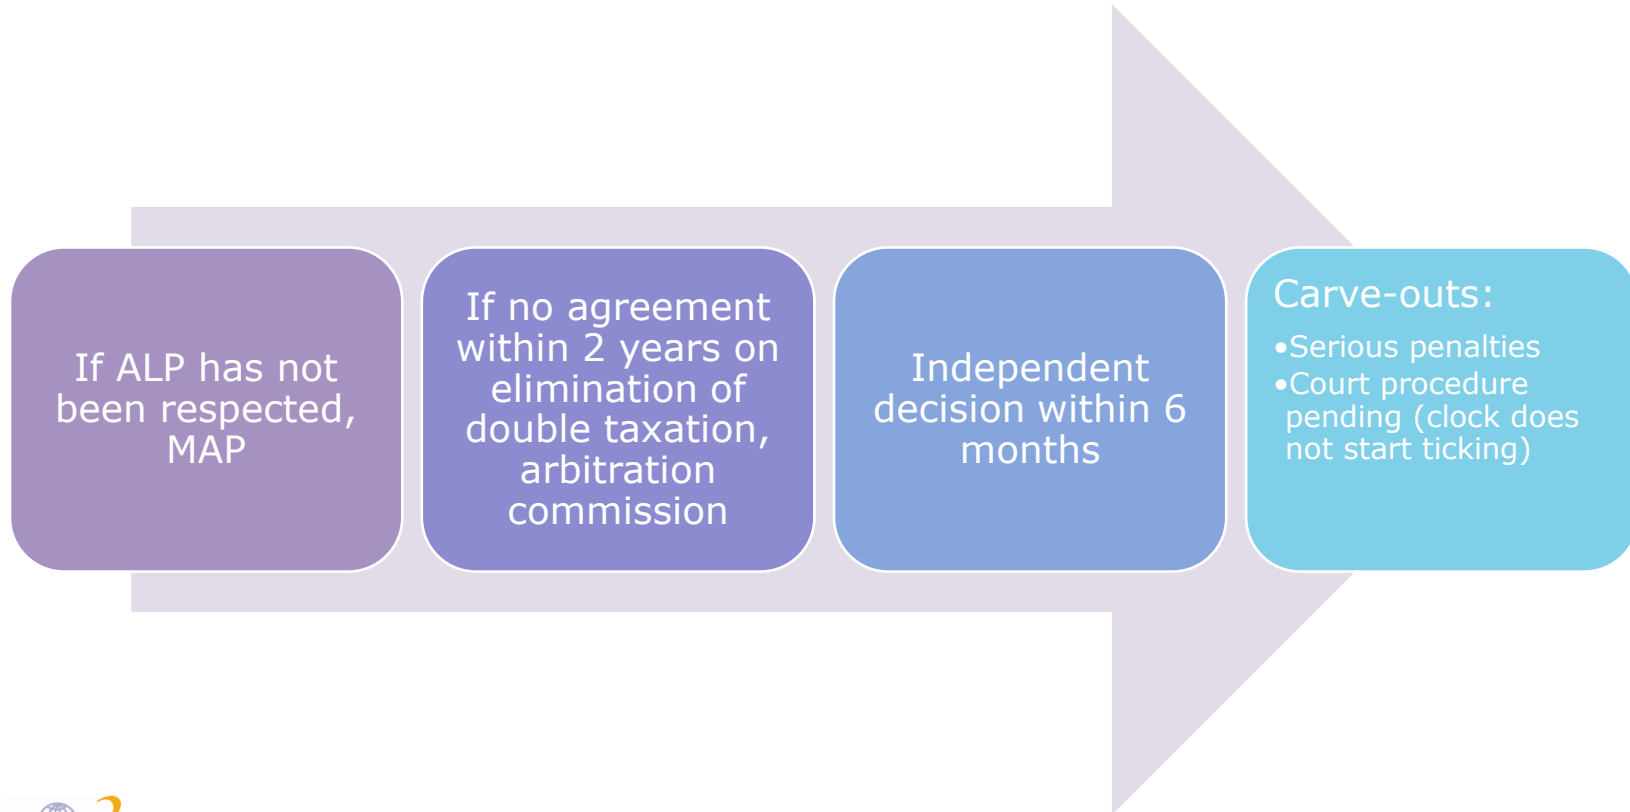 If ALP has not
been respected,
MAP
If no agreement
within 2 years on
elimination of
double taxation,
arbitration
commission
Independent
decision within 6
months
Carve-outs:
•Serious penalties
•Court procedure
pending (clock does
not start ticking)